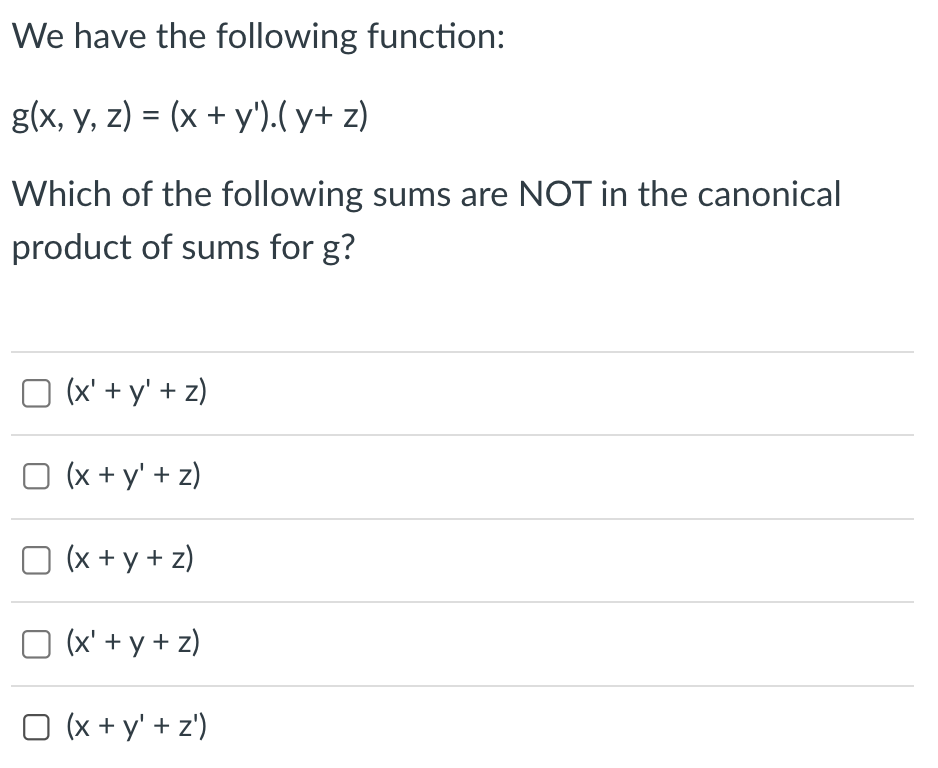 We have the following function:
g(x, y, z) = (x + y').( y+ z)
Which of the following sums are NOT in the canonical
product of sums for g?
(x' + y' + z)
(x + y' + z)
(x + y + z)
(x' + y + z)
(x + y' + z')